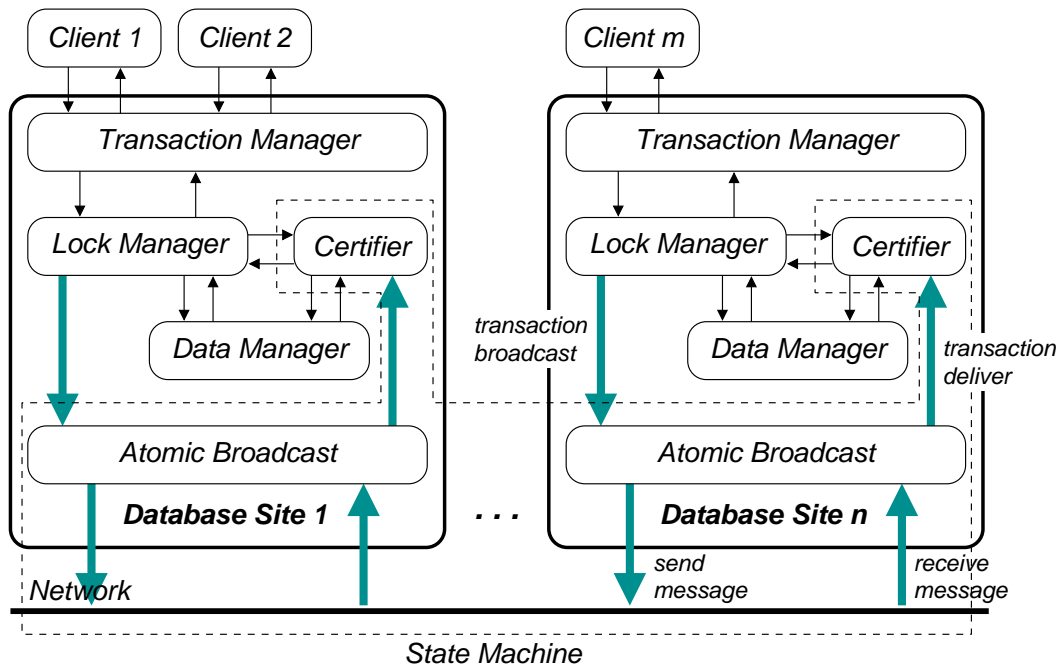 Client 1
Client 2
Client m
Transaction Manager
Transaction Manager
Lock Manager
Certifier
Lock Manager
Certifier
transaction
broadcast
Data Manager
Data Manager
transaction
deliver
Atomic Broadcast
Atomic Broadcast
Database Site 1
. . .
Database Site n
Network
send
message
receive
message
State Machine